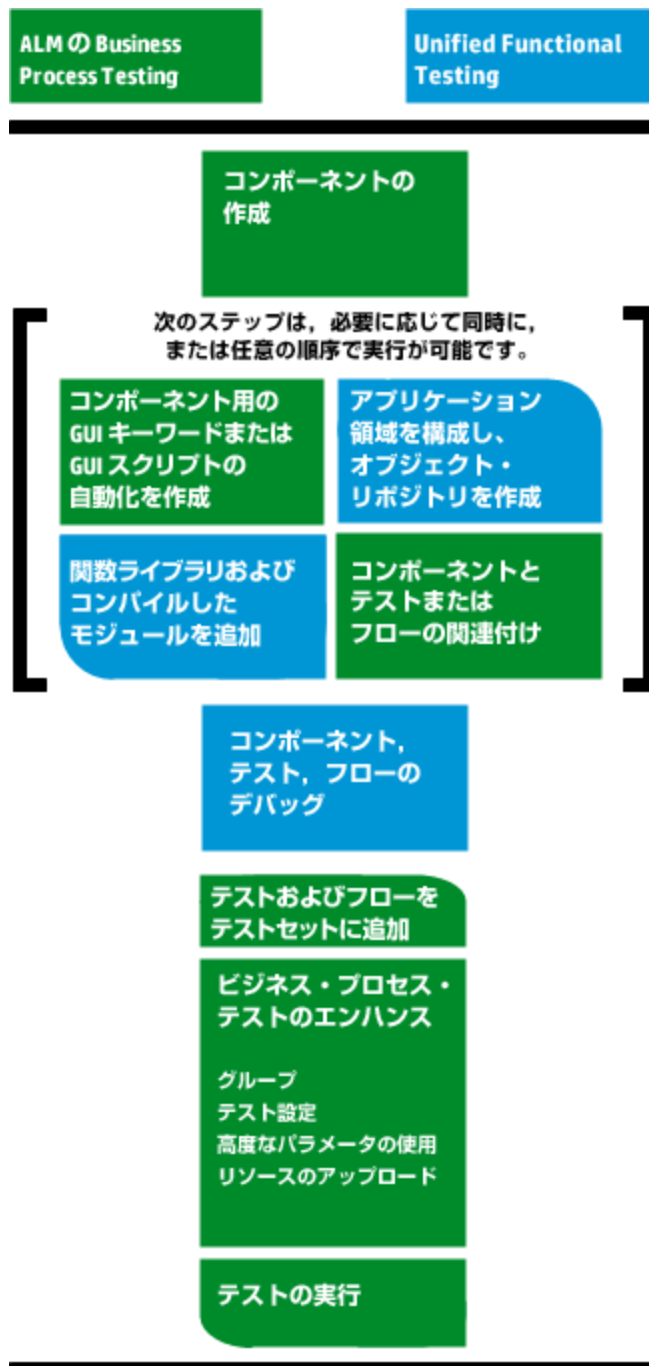 ALM の Business
Process Testing
Unified Functional
Testing
コンポーネントの
作成
次のステップは，必要に応じて同時に，
または任意の順序で実行が可能です。
コンポーネント用の
GUI キーワードまたは
GUI スクリプトの
自動化を作成
アプリケーション
領域を構成し、
オブジェクト・
リポジトリを作成
関数ライブラリおよび
コンパイルした
モジュールを追加
コンポーネントと
テストまたは
フローの関連付け
コンポーネント，
テスト，フローの
デバッグ
テストおよびフローを
テストセットに追加
ビジネス・プロセス・
テストのエンハンス
グループ
テスト設定
高度なパラメータの使用
リソースのアップロード
テストの実行